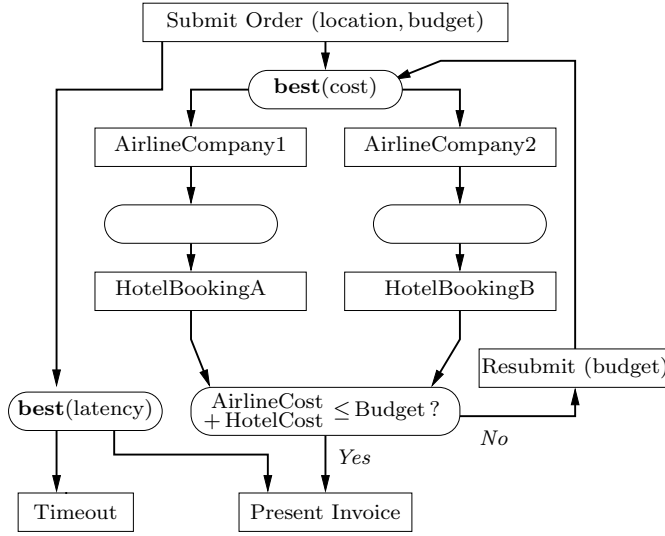 Submit Order (location, budget)
best(cost)
AirlineCompany1
AirlineCompany2
HotelBookingA
HotelBookingB
Resubmit (budget)
best(latency)
AirlineCost
+ HotelCost ≤ Budget ?
No
Yes
Timeout
Present Invoice